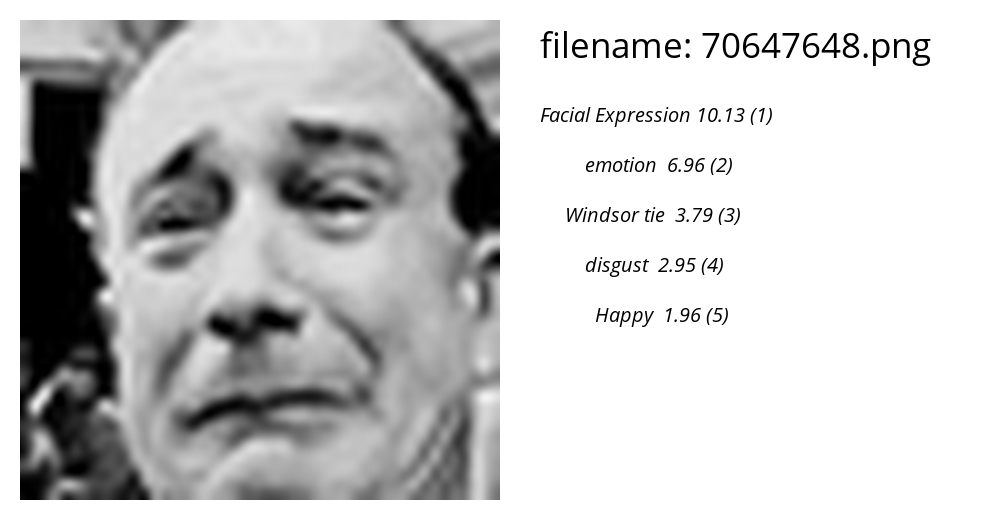 filename: 70647648.png
Facial Expression 10.13 (1)
emotion 6.96 (2)
Windsor tie 3.79 (3)
disgust 2.95 (4)
Happy 1.96 (5)